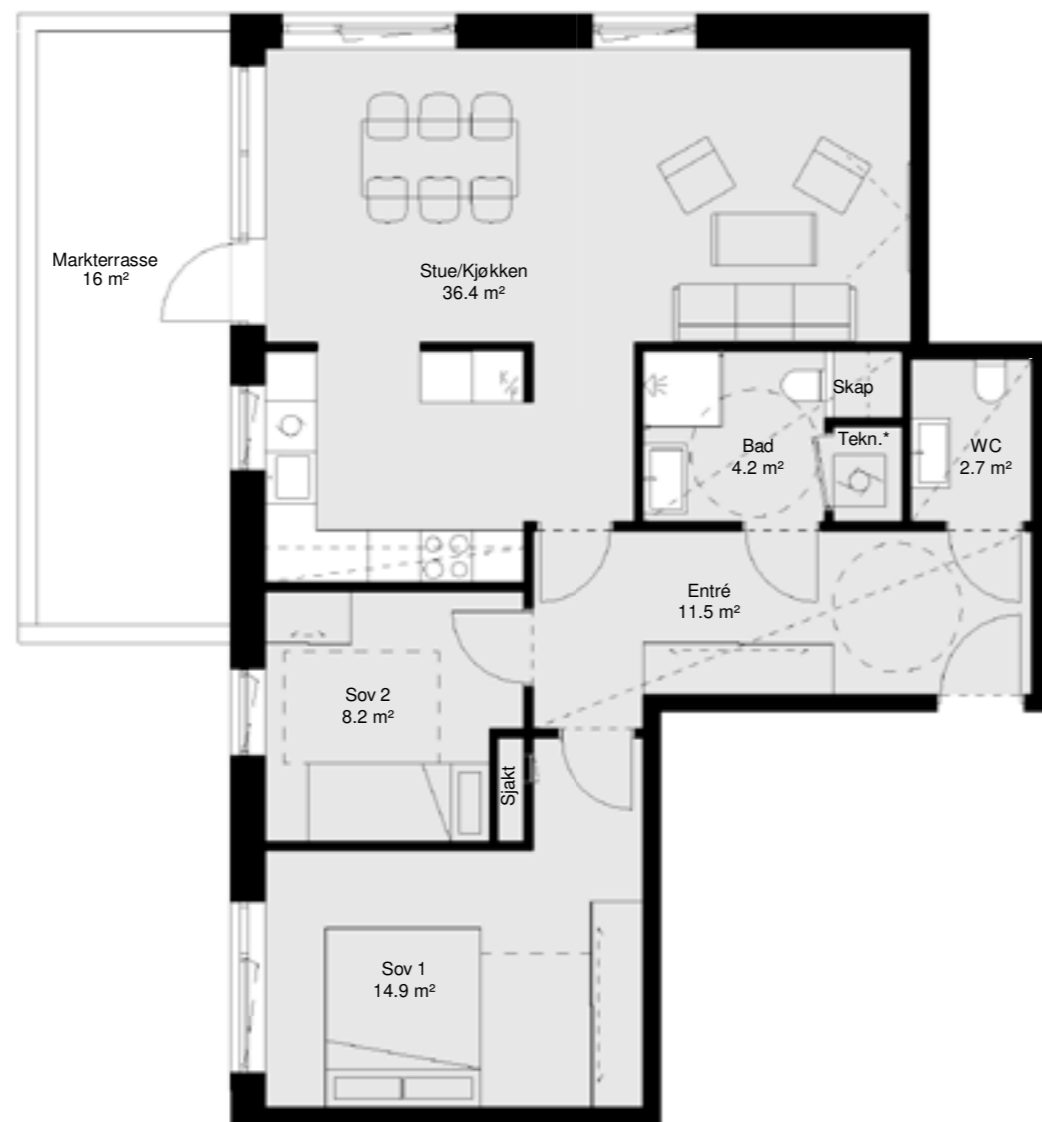 Markterrasse
16 m²
Stue/Kjøkken
36.4 m²
Skap
Bad
4.2 m²
Tekn.*
WC
2.7 m²
Entré
11.5 m²
Sov 2
8.2 m²
Sjakt
Sov 1
14.9 m²